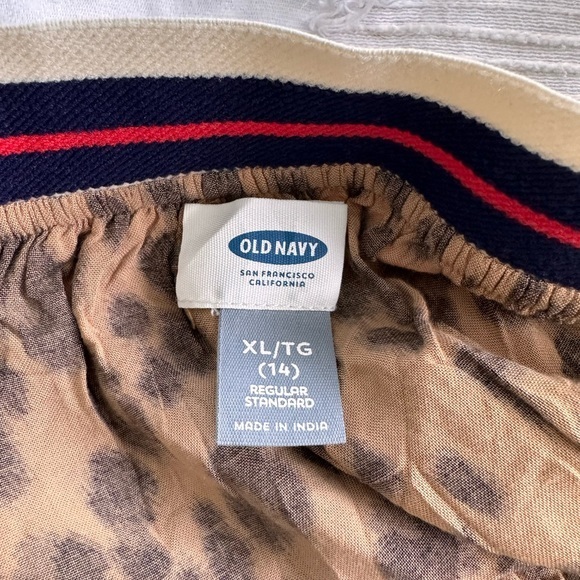 OLD NAVY
SAN FRANCISCO
CALIFORNIA
XL/TG
(14)
REGULAR
STANDARD
MADE IN INDIA